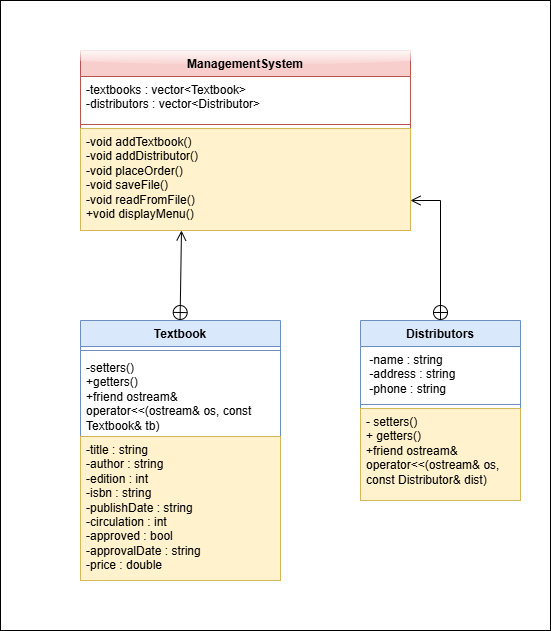 ManagementSystem
-textbooks : vector<Textbook>
-distributors : vector<Distributor>
-void addTextbook()
-void addDistributor()
-void placeOrder()
-void saveFile()
-void readFromFile()
+void displayMenu()
Textbook
-setters()
+getters()
+friend ostream&
operator<<(ostream& os, const
Textbook& tb)
-title : string
-author : string
-edition : int
-isbn : string
-publishDate : string
-circulation : int
-approved : bool
-approvalDate : string
-price : double
Distributors
-name : string
-address : string
-phone : string
- setters()
+ getters()
+friend ostream&
operator<<(ostream& os,
const Distributor& dist)